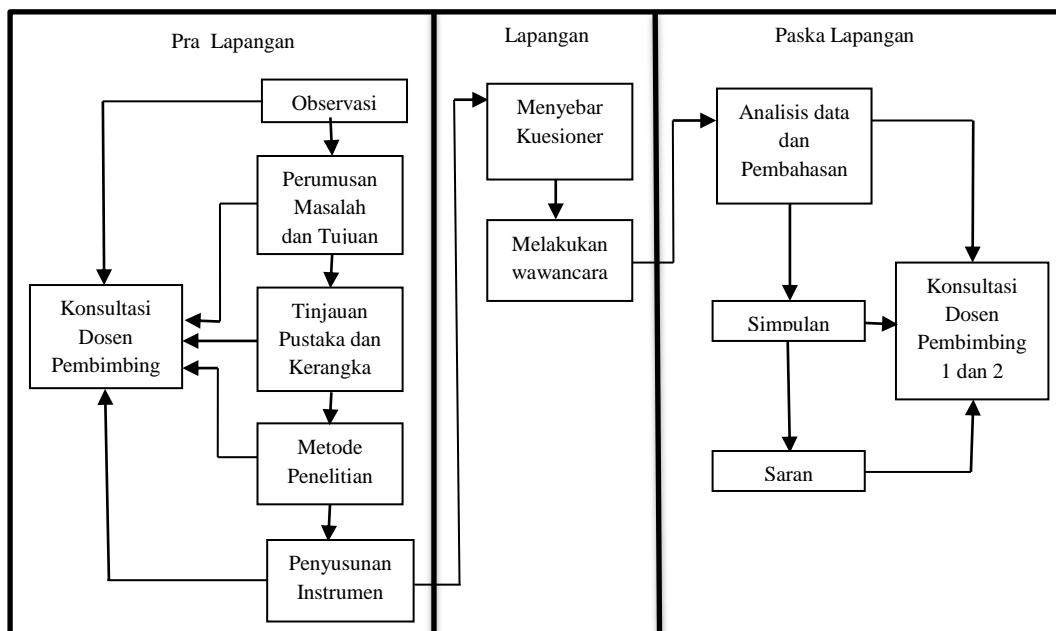 Pra Lapangan
Observasi
Perumusan
Masalah
dan Tujuan
Konsultasi
Dosen
Pembimbing
Tinjauan
Pustaka dan
Kerangka
Metode
Penelitian
Penyusunan
Instrumen
Lapangan
Menyebar
Kuesioner
Melakukan
wawancara
Paska Lapangan
Analisis data
dan
Pembahasan
Simpulan
Saran
Konsultasi
Dosen
Pembimbing
1 dan 2